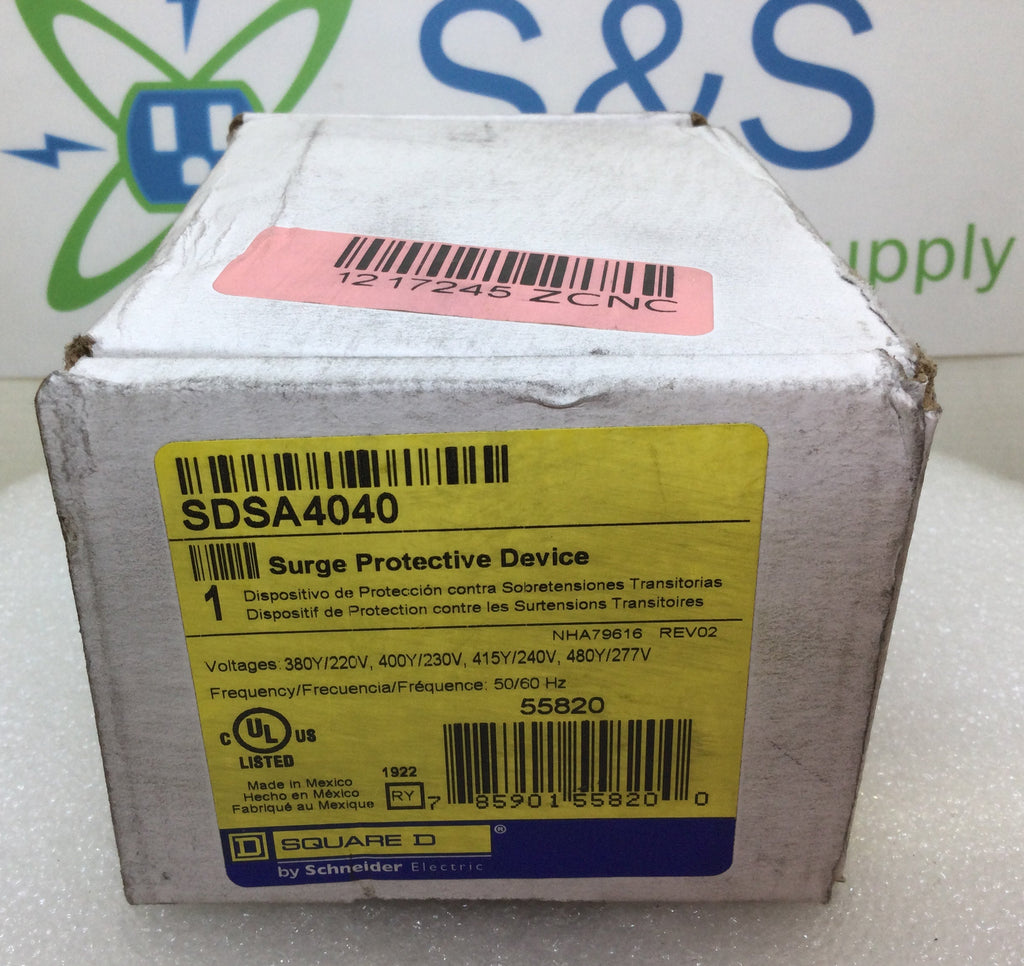 S&S
upply
1217245 ZCNC
SDSA4040
Surge Protective Device
1
Dispositivo de Protección contra Sobretensiones Transitorias
Dispositif de Protection contre les Surtensions Transitoires
NHA79616 REV02
Voltages: 380Y/220V, 400Y/230V, 415Y/240V, 480Y/277V
Frequency/Frecuencia/Fréquence: 50/60 Hz
55820
C UL US
LISTED
Made in Mexico
Hecho en México
Fabriqué au Mexique
1922
RY
7 85901 55820 0
D SQUARE D ®
by Schneider Electric